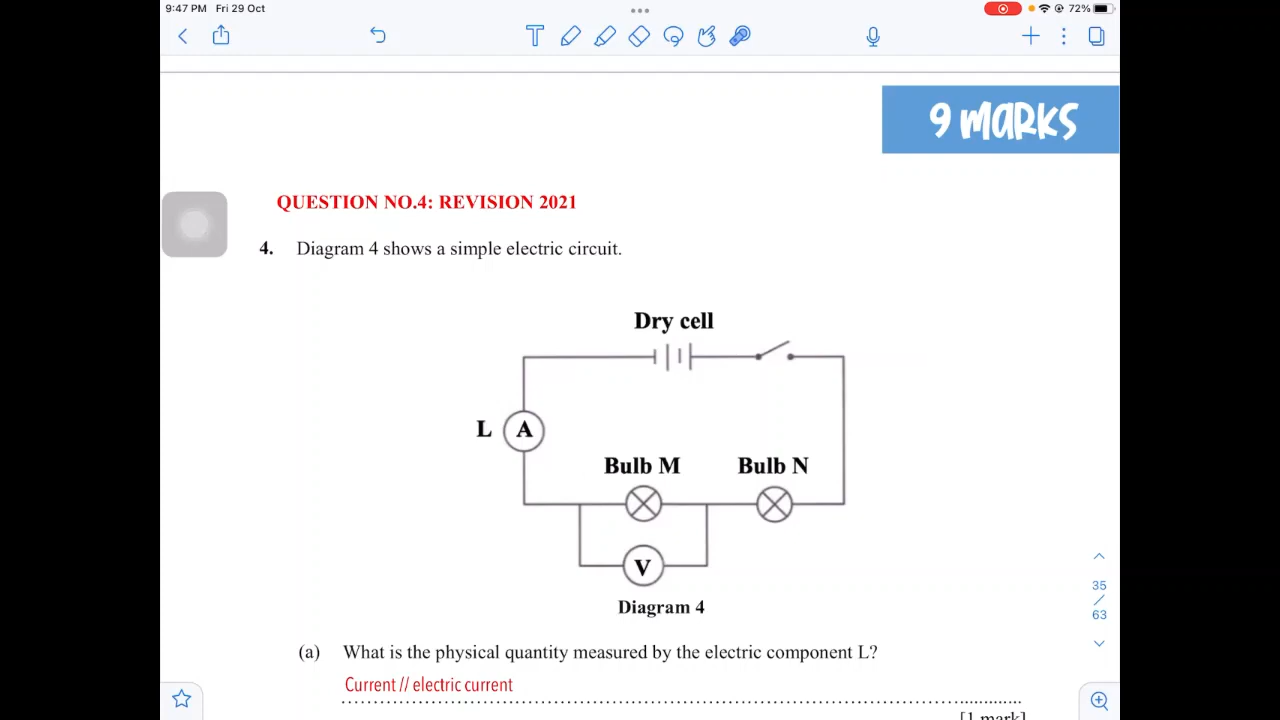 9:47 PM Fri 29 Oct
72%
T
9 MARKS
QUESTION NO.4: REVISION 2021
4. Diagram 4 shows a simple electric circuit.
Dry cell
L A
Bulb M Bulb N
V
Diagram 4
35
/
63
(a) What is the physical quantity measured by the electric component L?
Current // electric current
[1 mark]